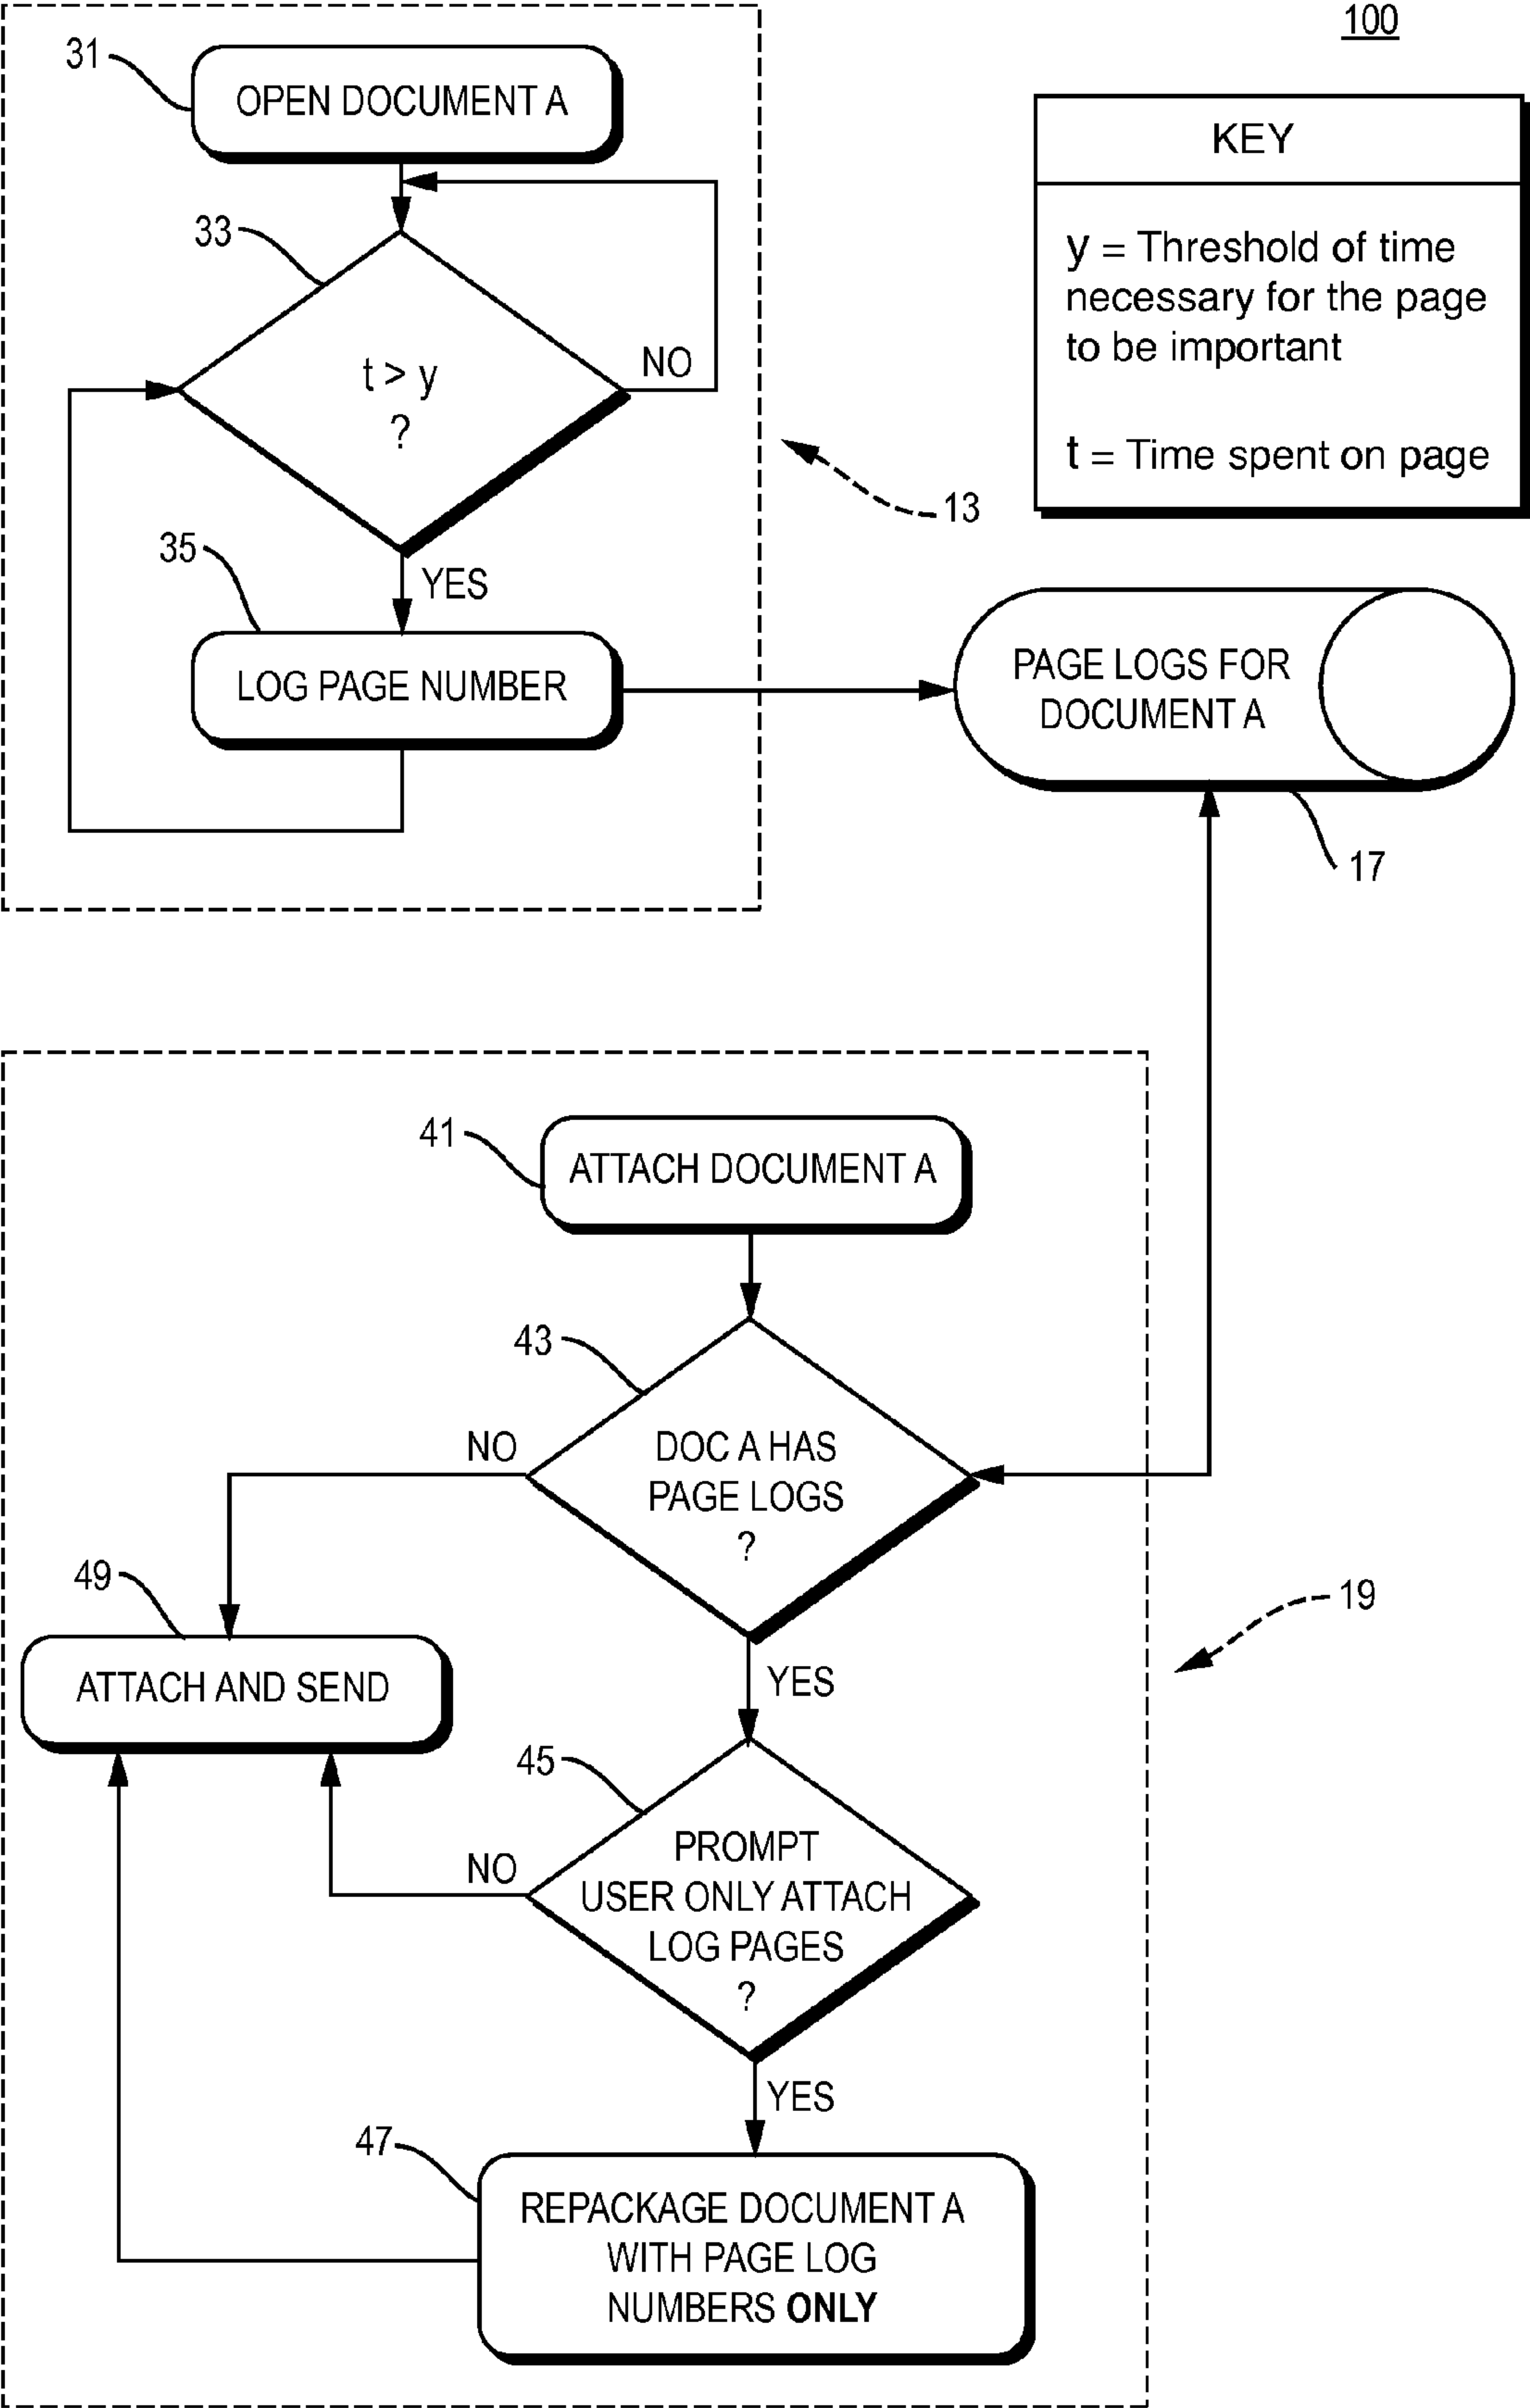 100
31
OPEN DOCUMENT A
KEY
33
y = Threshold of time
necessary for the page
to be important
t = Time spent on page
t > y
?
NO
13
35
YES
LOG PAGE NUMBER
PAGE LOGS FOR
DOCUMENT A
17
41
ATTACH DOCUMENT A
43
NO
DOC A HAS
PAGE LOGS
?
49
19
ATTACH AND SEND
YES
45
PROMPT
USER ONLY ATTACH
LOG PAGES
?
NO
YES
47
REPACKAGE DOCUMENT A
WITH PAGE LOG
NUMBERS ONLY